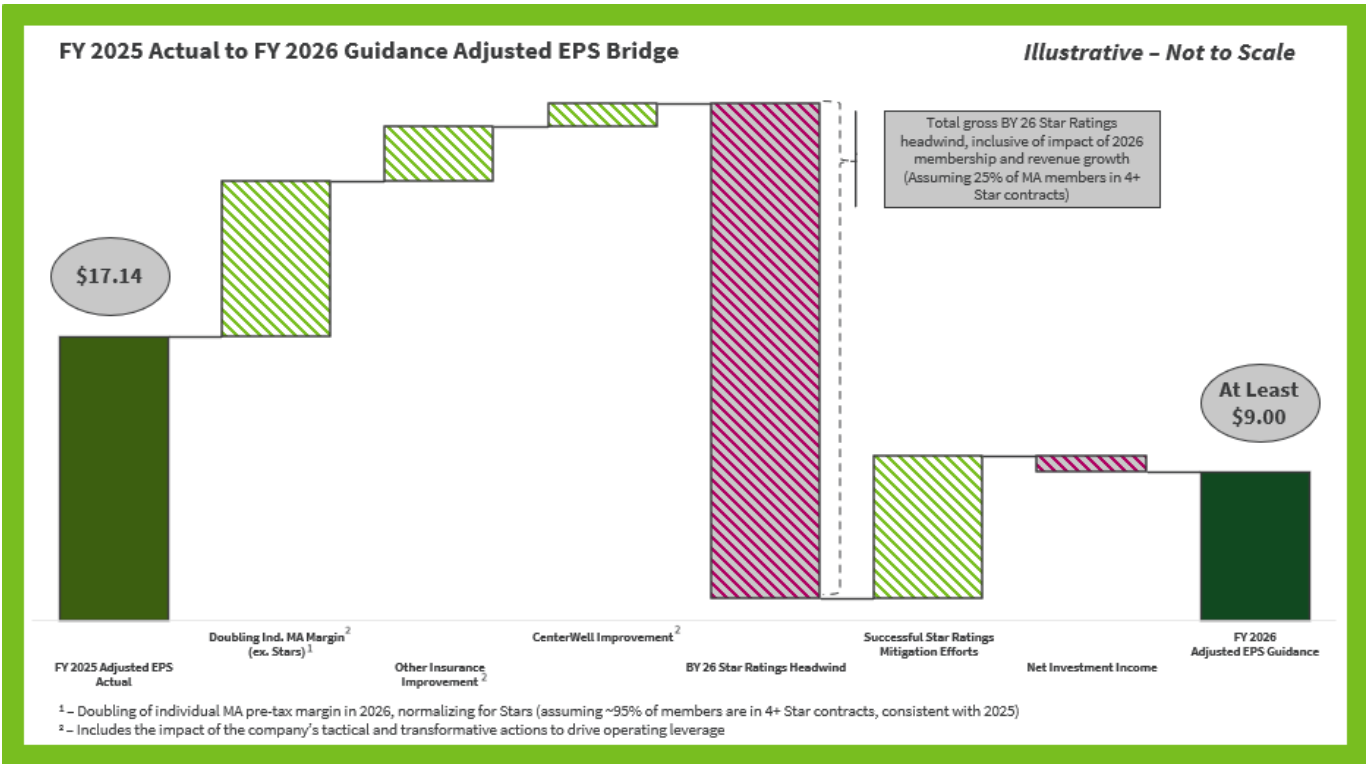 FY 2025 Actual to FY 2026 Guidance Adjusted EPS Bridge
Illustrative – Not to Scale
Total gross BY 26 Star Ratings
headwind, inclusive of impact of 2026
membership and revenue growth
(Assuming 25% of MA members in 4+
Star contracts)
$17.14
At Least
$9.00
FY 2025 Adjusted EPS
Actual
Doubling Ind. MA Margin²
(ex. Stars)¹
Other Insurance
Improvement ²
CenterWell Improvement²
BY 26 Star Ratings Headwind
Successful Star Ratings
Mitigation Efforts
Net Investment Income
FY 2026
Adjusted EPS Guidance
¹ – Doubling of individual MA pre-tax margin in 2026, normalizing for Stars (assuming ~95% of members are in 4+ Star contracts, consistent with 2025)
² – Includes the impact of the company's tactical and transformative actions to drive operating leverage